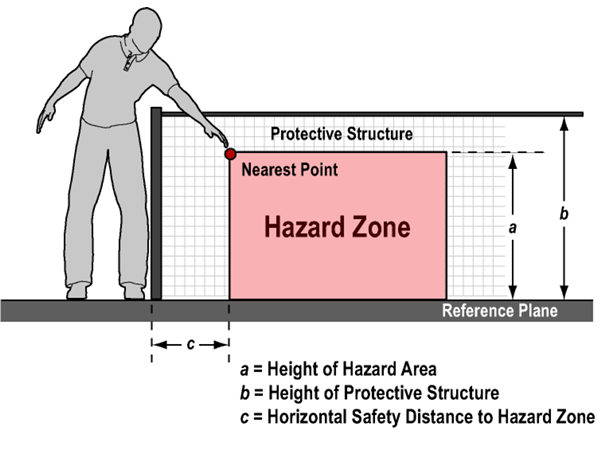 Protective Structure
Nearest Point
Hazard Zone
a
b
Reference Plane
c
a = Height of Hazard Area
b = Height of Protective Structure
c = Horizontal Safety Distance to Hazard Zone